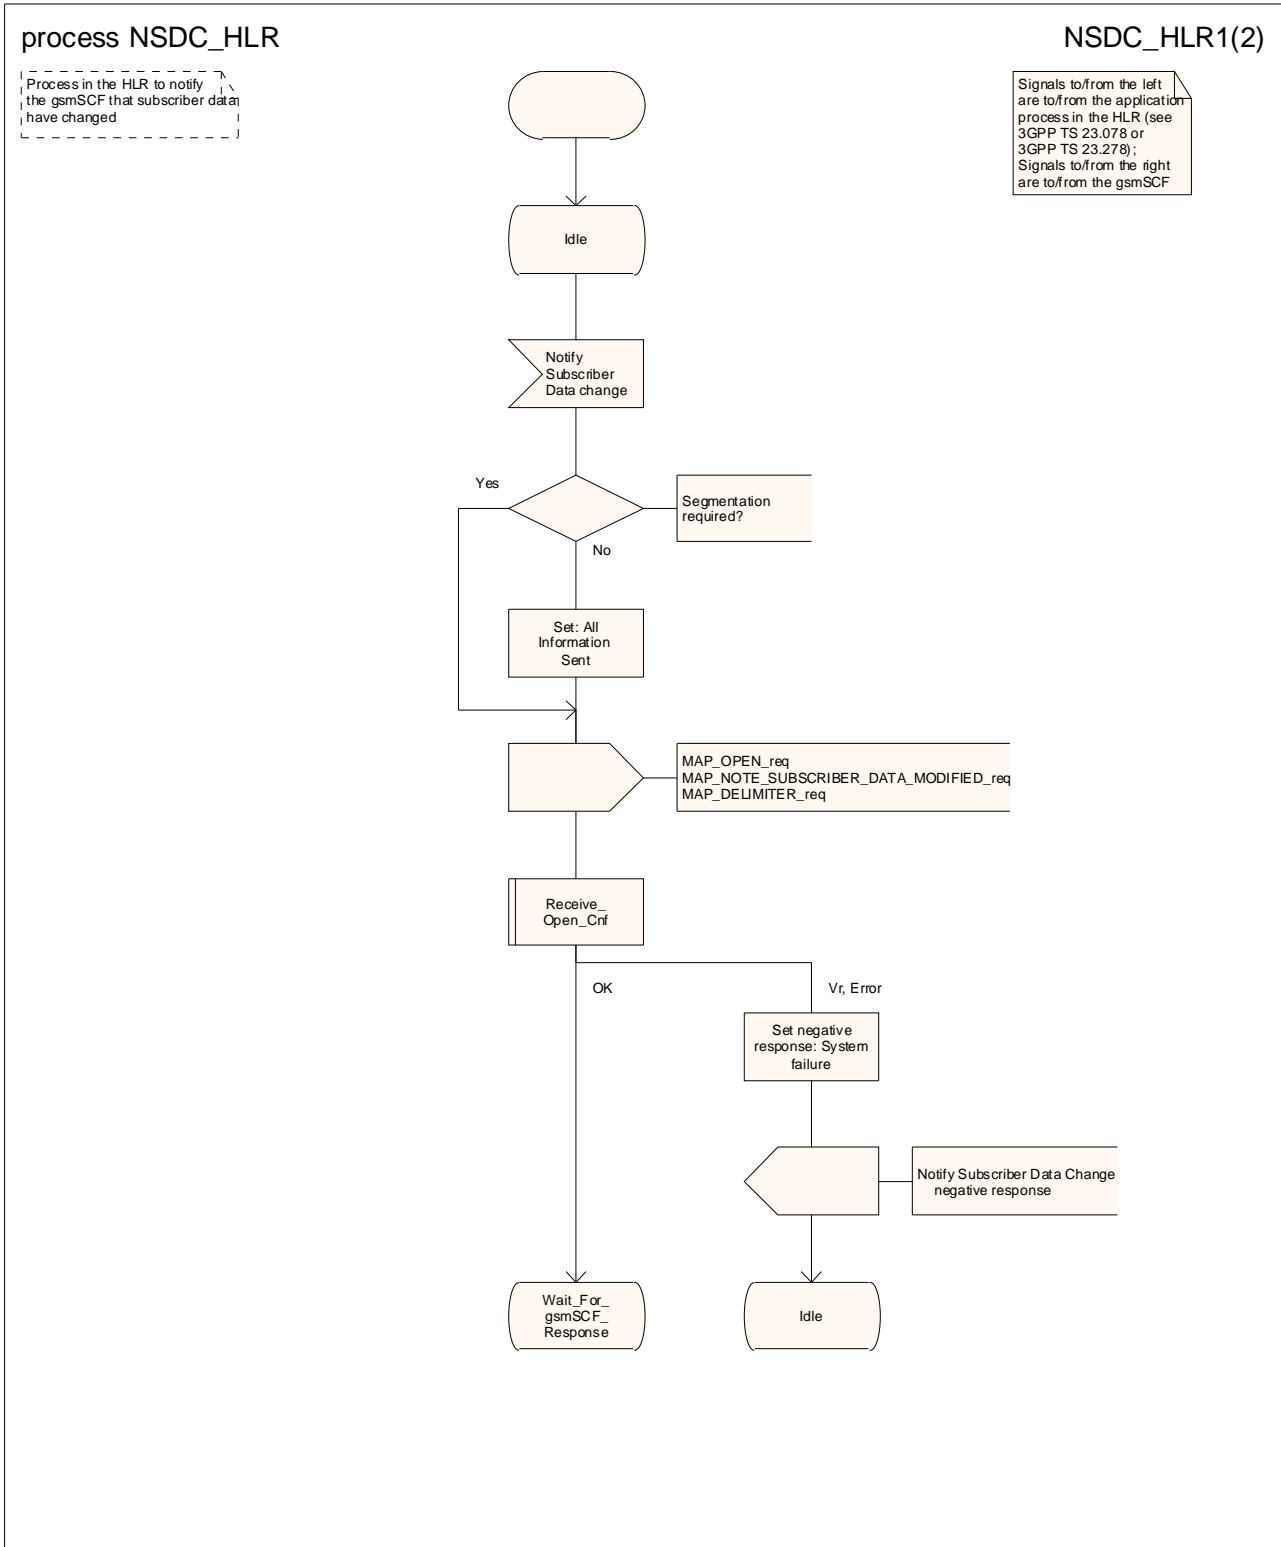 process NSDC_HLR
NSDC_HLR1(2)
Process in the HLR to notify
the gsmSCF that subscriber data
have changed
Signals to/from the left
are to/from the application
process in the HLR (see
3GPP TS 23.078 or
3GPP TS 23.278);
Signals to/from the right
are to/from the gsmSCF
Idle
Notify
Subscriber
Data change
Yes
Segmentation
required?
No
Set: All
Information
Sent
MAP_OPEN_req
MAP_NOTE_SUBSCRIBER_DATA_MODIFIED_req
MAP_DELIMITER_req
Receive_
Open_Cnf
OK
Vr, Error
Set negative
response: System
failure
Notify Subscriber Data Change
negative response
Wait_For_
gsmSCF_
Response
Idle